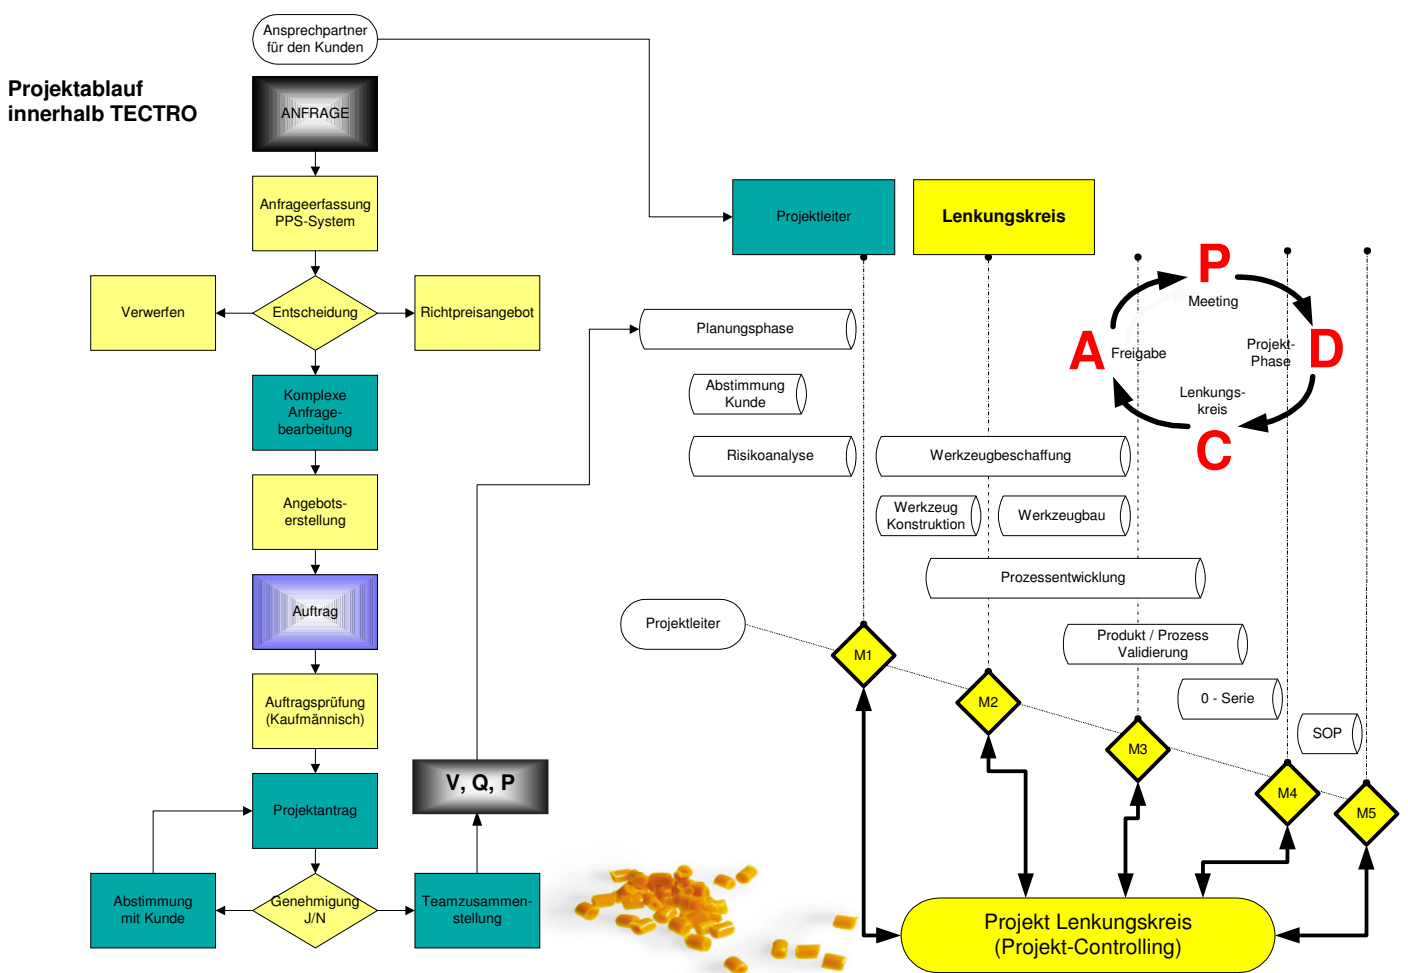 Ansprechpartner
für den Kunden
Projektablauf
innerhalb TECTRO
ANFRAGE
Anfrageerfassung
PPS-System
Verwerfen
Entscheidung
Richtpreisangebot
Komplexe
Anfrage-
bearbeitung
Angebots-
erstellung
Auftrag
Auftragsprüfung
(Kaufmännisch)
Projektantrag
Abstimmung
mit Kunde
Genehmigung
J/N
Teamzusammen-
stellung
V, Q, P
Projektleiter
Lenkungskreis
P
Meeting
A
Freigabe
Projekt-
Phase
D
Lenkungs-
kreis
C
Planungsphase
Abstimmung
Kunde
Risikoanalyse
Werkzeugbeschaffung
Werkzeug
Konstruktion
Werkzeugbau
Prozessentwicklung
Projektleiter
Produkt / Prozess
Validierung
0 - Serie
SOP
M1
M2
M3
M4
M5
Projekt Lenkungskreis
(Projekt-Controlling)